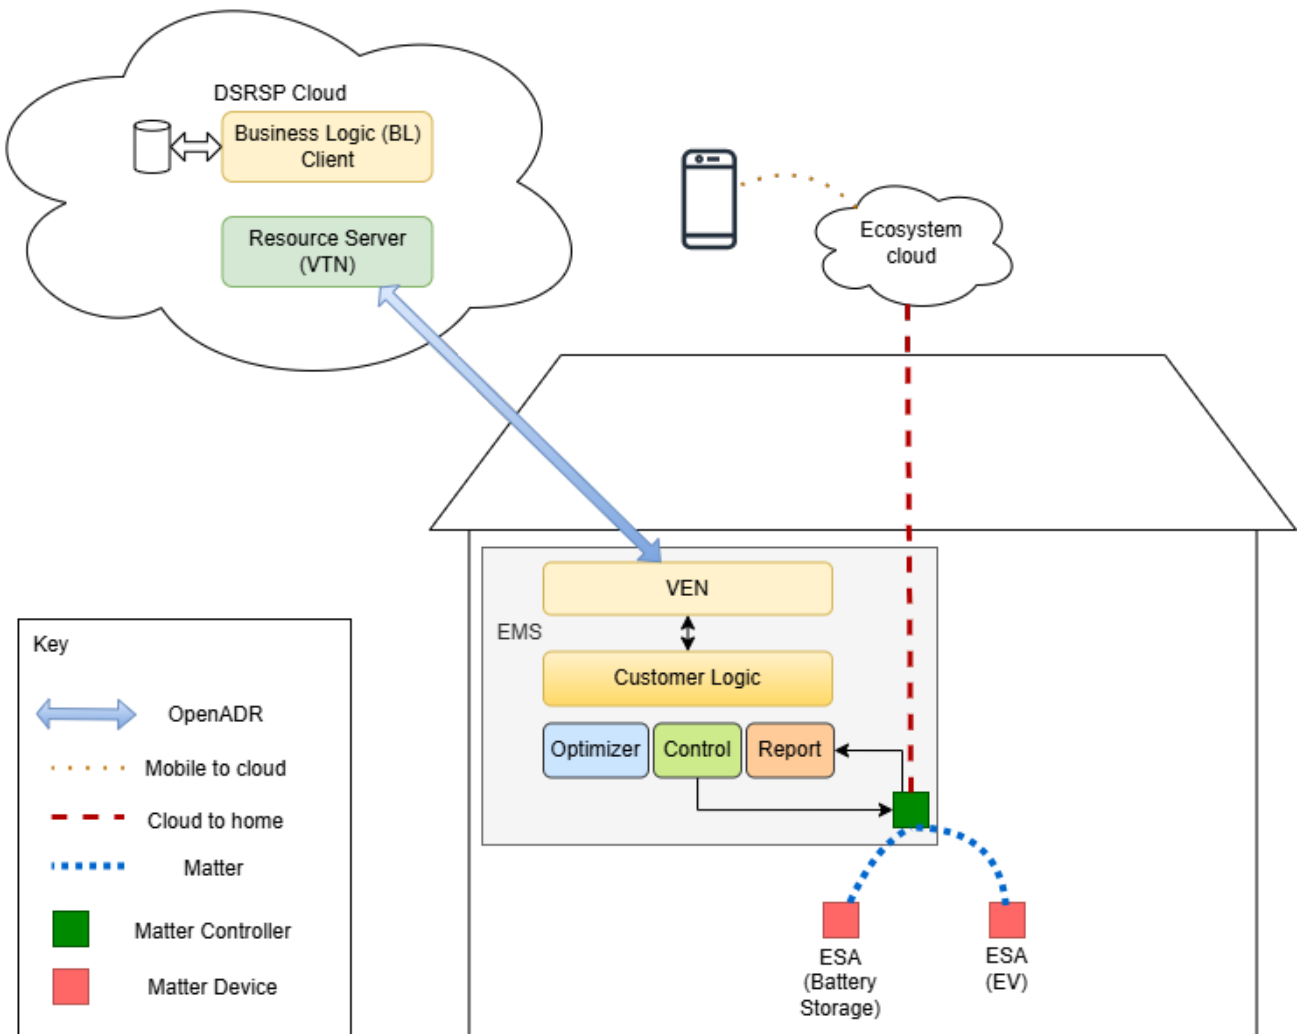 DSRSP Cloud
Business Logic (BL)
Client
Resource Server
(VTN)
Ecosystem
cloud
VEN
EMS
Customer Logic
Optimizer
Control
Report
ESA
(Battery
Storage)
ESA
(EV)
Key
OpenADR
Mobile to cloud
Cloud to home
Matter
Matter Controller
Matter Device